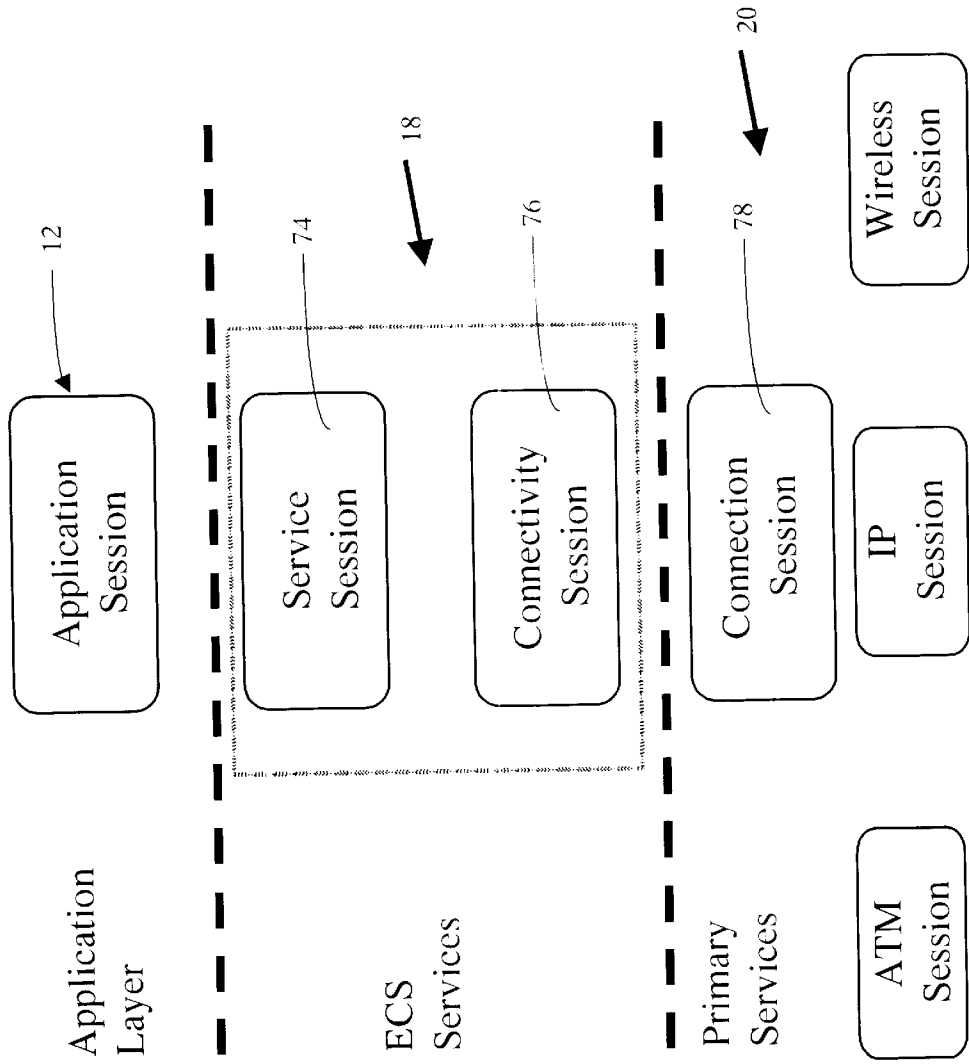 Application
Layer
Application
Session
12
ECS
Services
Service
Session
74
18
Connectivity
Session
76
Primary
Services
Connection
Session
78
20
ATM
Session
IP
Session
Wireless
Session